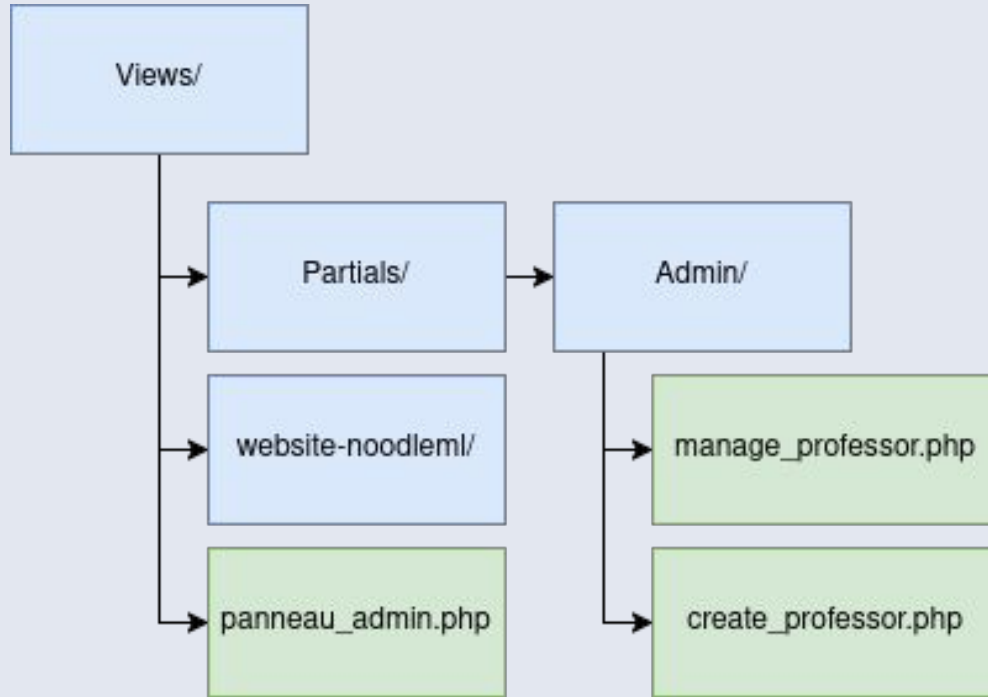 Views/
Partials/
Admin/
website-noodleml/
manage_professor.php
panneau_admin.php
create_professor.php